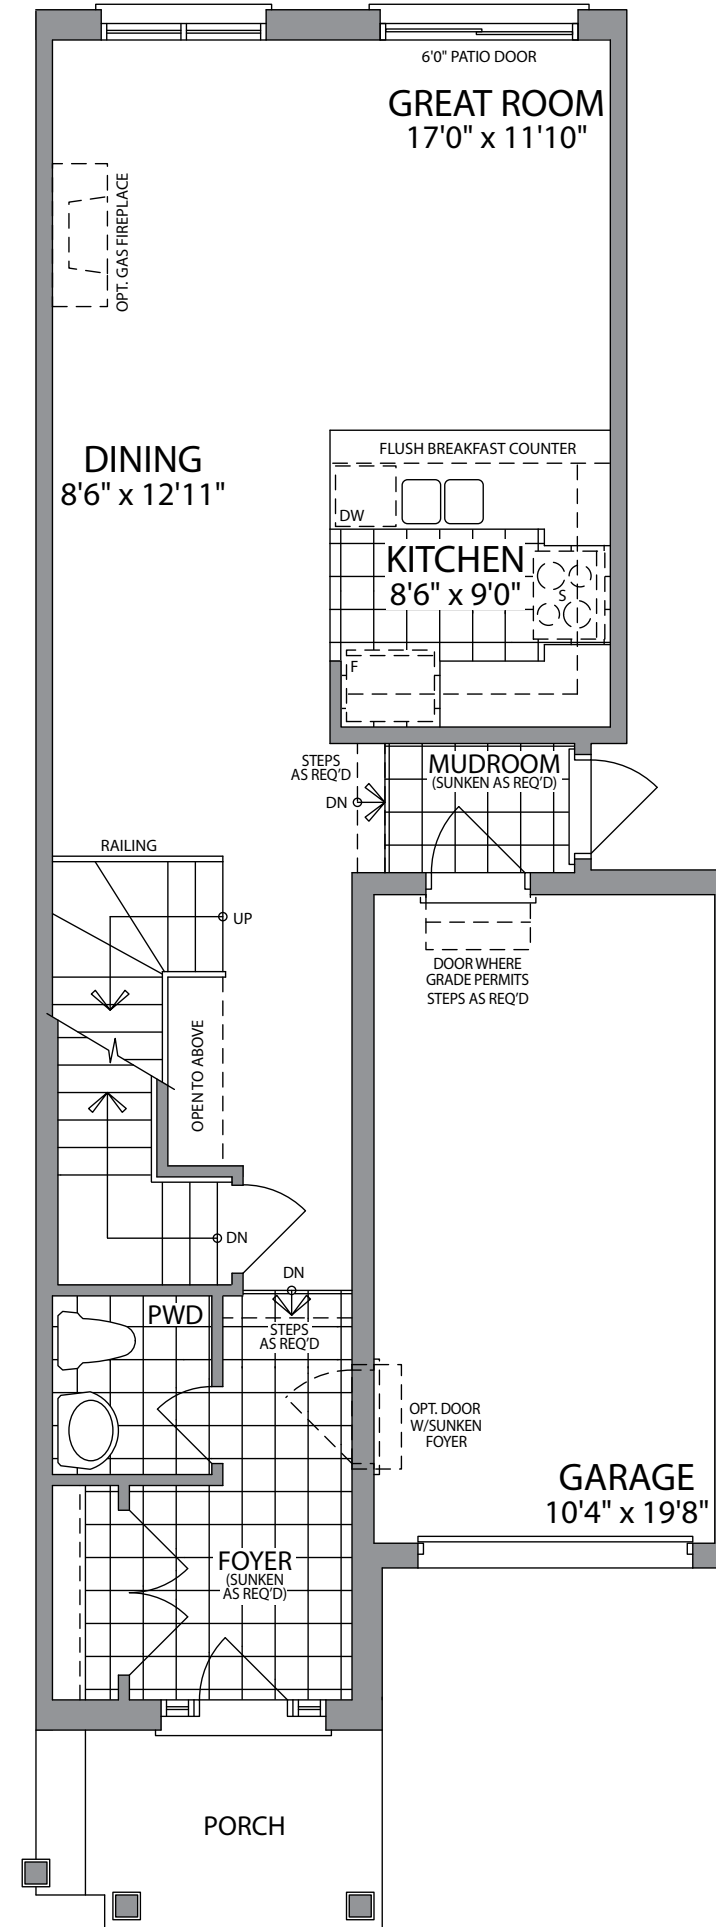 6'0" PATIO DOOR
GREAT ROOM
17'0" x 11'10"
OPT. GAS FIREPLACE
DINING
8'6" x 12'11"
FLUSH BREAKFAST COUNTER
DW
KITCHEN
8'6" x 9'0"
S
F
STEPS
AS REQ'D
DN
MUDROOM
(SUNKEN AS REQ'D)
RAILING
UP
DOOR WHERE
GRADE PERMITS
STEPS AS REQ'D
OPEN TO ABOVE
DN
DN
STEPS
AS REQ'D
PWD
OPT. DOOR
W/SUNKEN
FOYER
GARAGE
10'4" x 19'8"
FOYER
(SUNKEN
AS REQ'D)
PORCH